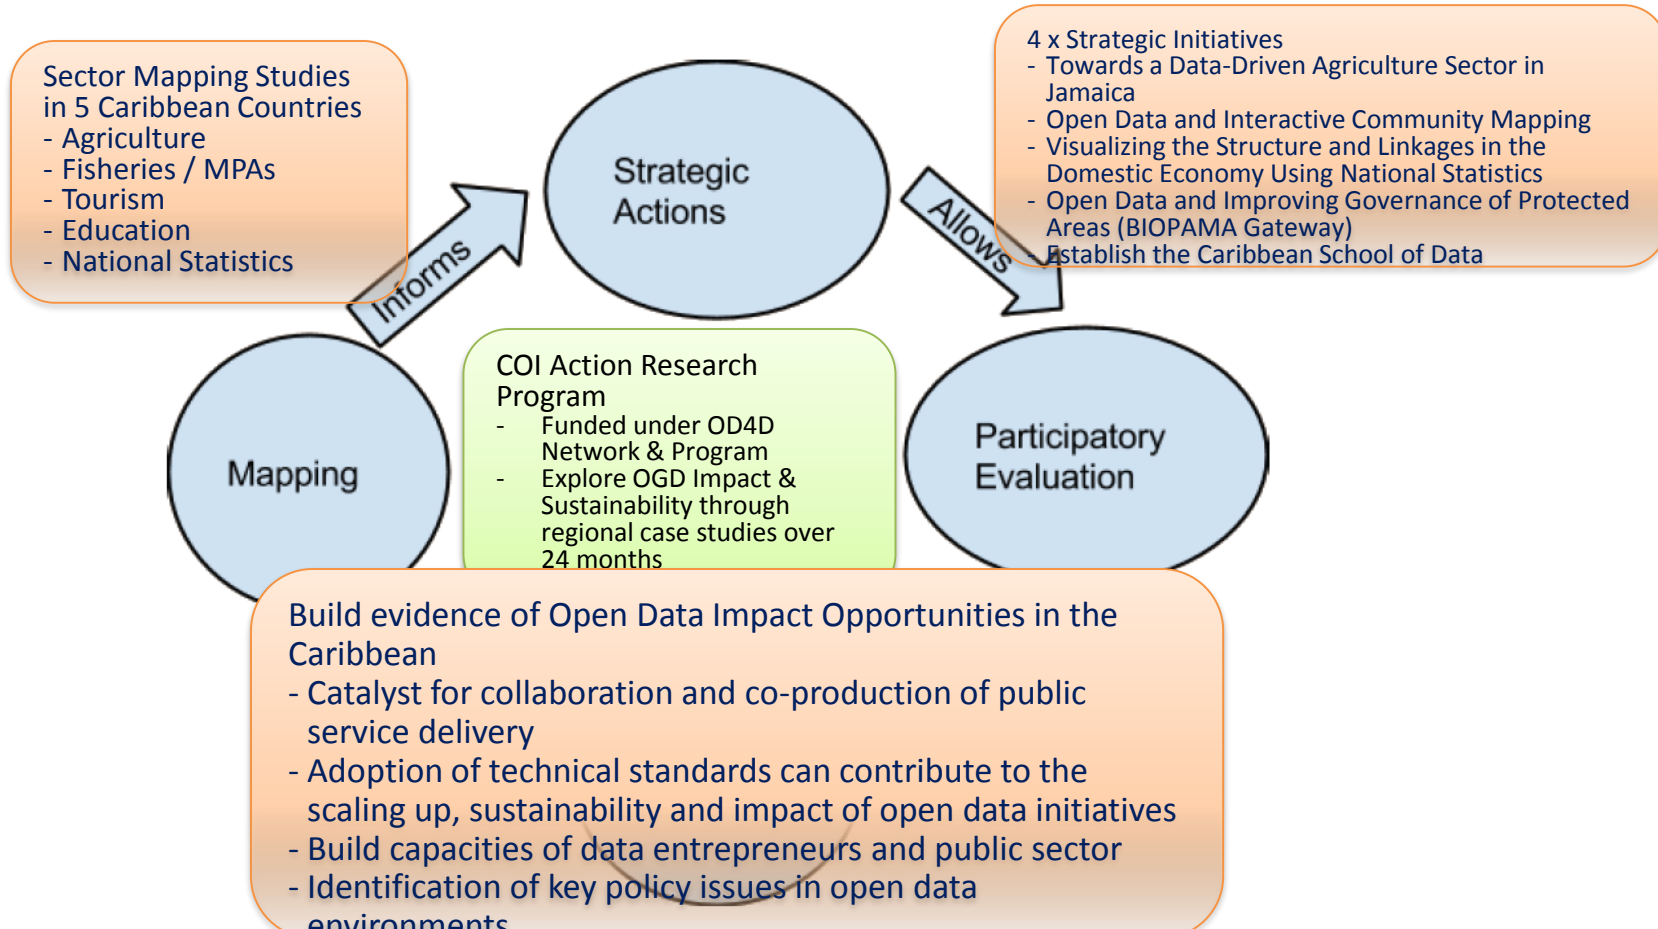 Sector Mapping Studies
in 5 Caribbean Countries
- Agriculture
- Fisheries / MPAs
- Tourism
- Education
- National Statistics
Informs
Strategic
Actions
Allows
4 x Strategic Initiatives
- Towards a Data-Driven Agriculture Sector in
Jamaica
- Open Data and Interactive Community Mapping
- Visualizing the Structure and Linkages in the
Domestic Economy Using National Statistics
- Open Data and Improving Governance of Protected
Areas (BIOPAMA Gateway)
- Establish the Caribbean School of Data
Mapping
COI Action Research
Program
- Funded under OD4D
Network & Program
- Explore OGD Impact &
Sustainability through
regional case studies over
24 months
Participatory
Evaluation
Build evidence of Open Data Impact Opportunities in the
Caribbean
- Catalyst for collaboration and co-production of public
service delivery
- Adoption of technical standards can contribute to the
scaling up, sustainability and impact of open data initiatives
- Build capacities of data entrepreneurs and public sector
- Identification of key policy issues in open data
environments